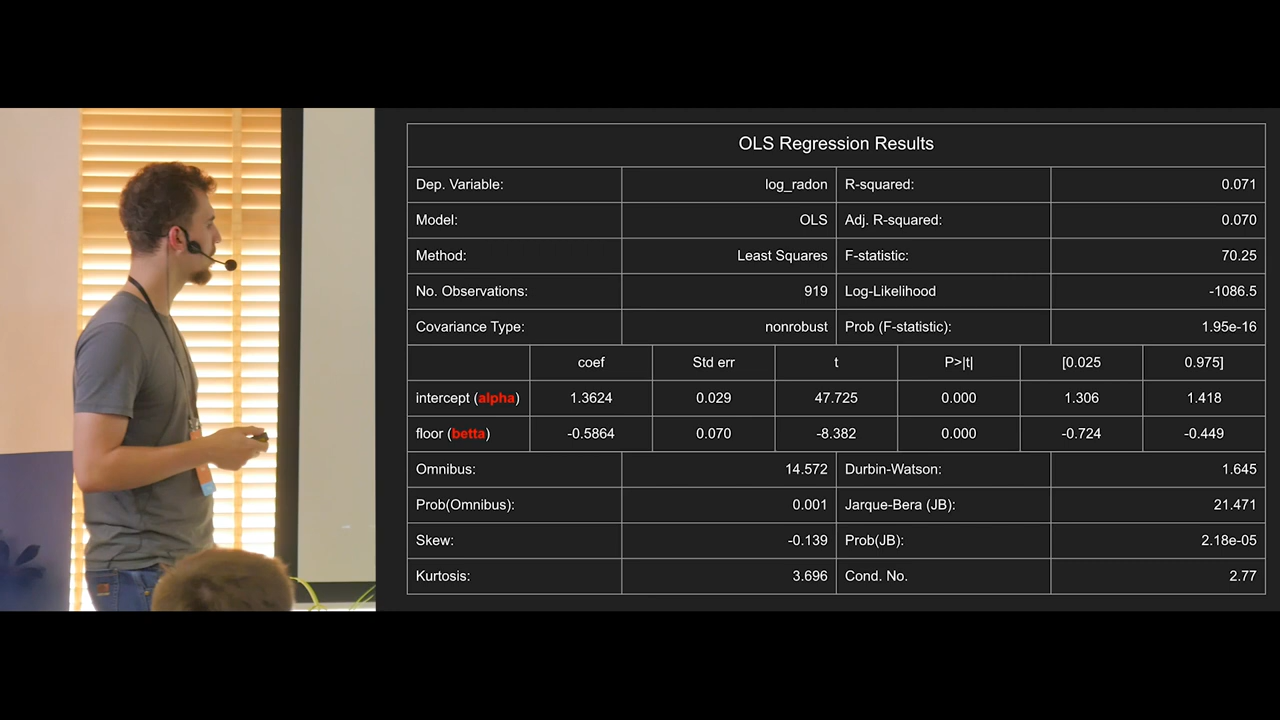 OLS Regression Results
Dep. Variable: log_radon R-squared: 0.071
Model: OLS Adj. R-squared: 0.070
Method: Least Squares F-statistic: 70.25
No. Observations: 919 Log-Likelihood -1086.5
Covariance Type: nonrobust Prob (F-statistic): 1.95e-16
coef Std err t P>|t| [0.025 0.975]
intercept (alpha) 1.3624 0.029 47.725 0.000 1.306 1.418
floor (betta) -0.5864 0.070 -8.382 0.000 -0.724 -0.449
Omnibus: 14.572 Durbin-Watson: 1.645
Prob(Omnibus): 0.001 Jarque-Bera (JB): 21.471
Skew: -0.139 Prob(JB): 2.18e-05
Kurtosis: 3.696 Cond. No. 2.77